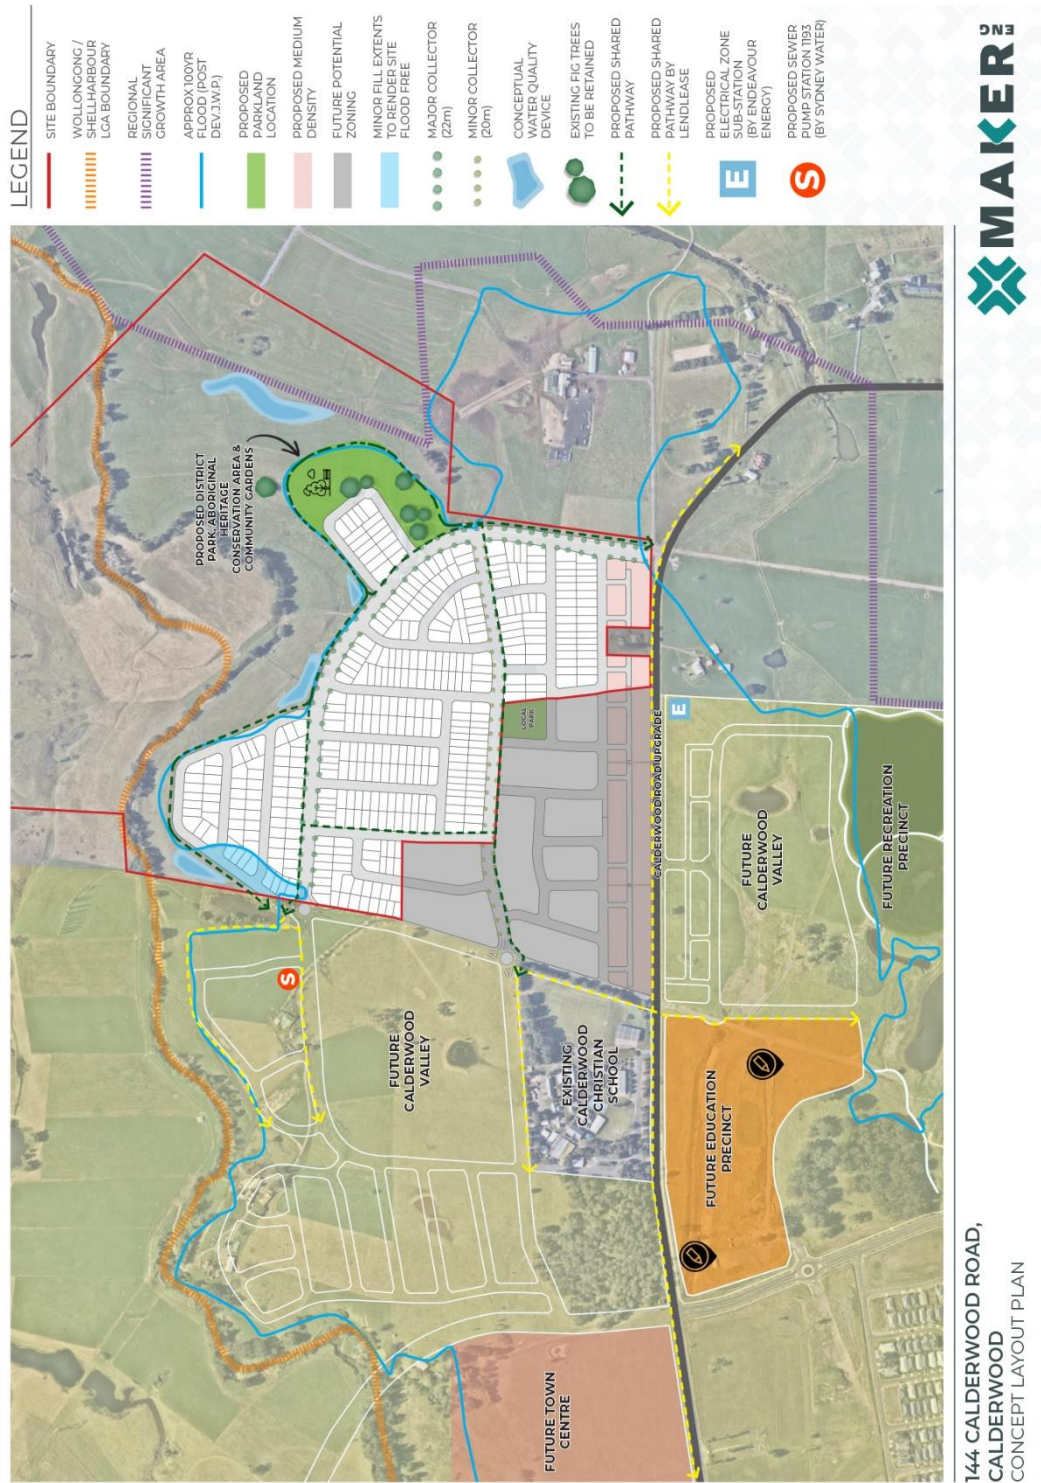 LEGEND
SITE BOUNDARY
WOLLONGONG /
SHELLHARBOUR
LGA BOUNDARY
REGIONAL
SIGNIFICANT
GROWTH AREA
APPROX 100YR
FLOOD (POST
DEV.J.W.P.)
PROPOSED
PARKLAND
LOCATION
PROPOSED MEDIUM
DENSITY
FUTURE POTENTIAL
ZONING
MINOR FILL EXTENTS
TO RENDER SITE
FLOOD FREE
MAJOR COLLECTOR
(22m)
MINOR COLLECTOR
(20m)
CONCEPTUAL
WATER QUALITY
DEVICE
EXISTING FIG TREES
TO BE RETAINED
PROPOSED SHARED
PATHWAY
PROPOSED SHARED
PATHWAY BY
LENDLEASE
E
PROPOSED
ELECTRICAL ZONE
SUB-STATION
(BY ENDEAVOUR
ENERGY)
S
PROPOSED SEWER
PUMP STATION 1193
(BY SYDNEY WATER)
PROPOSED DISTRICT
PARK, ABORIGINAL
HERITAGE
CONSERVATION AREA &
COMMUNITY GARDENS
S
FUTURE
CALDERWOOD
VALLEY
LOCAL
PARK
EXISTING
CALDERWOOD
CHRISTIAN
SCHOOL
FUTURE TOWN
CENTRE
CALDERWOOD ROAD UPGRADE
E
FUTURE EDUCATION
PRECINCT
FUTURE
CALDERWOOD
VALLEY
FUTURE RECREATION
PRECINCT
144 CALDERWOOD ROAD,
CALDERWOOD
CONCEPT LAYOUT PLAN
MAKER ENG